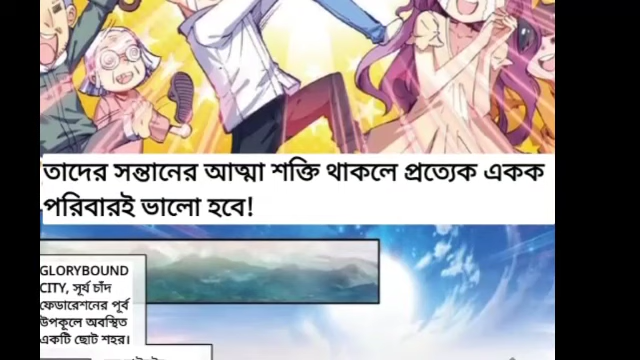 তাদের সন্তানের আত্মা শক্তি থাকলে প্রত্যেক একক
পরিবারই ভালো হবে!
GLORYBOUND
CITY, সূর্য চাঁদ
ফেডারেশনের পূর্ব
উপকূলে অবস্থিত
একটি ছোট শহর।